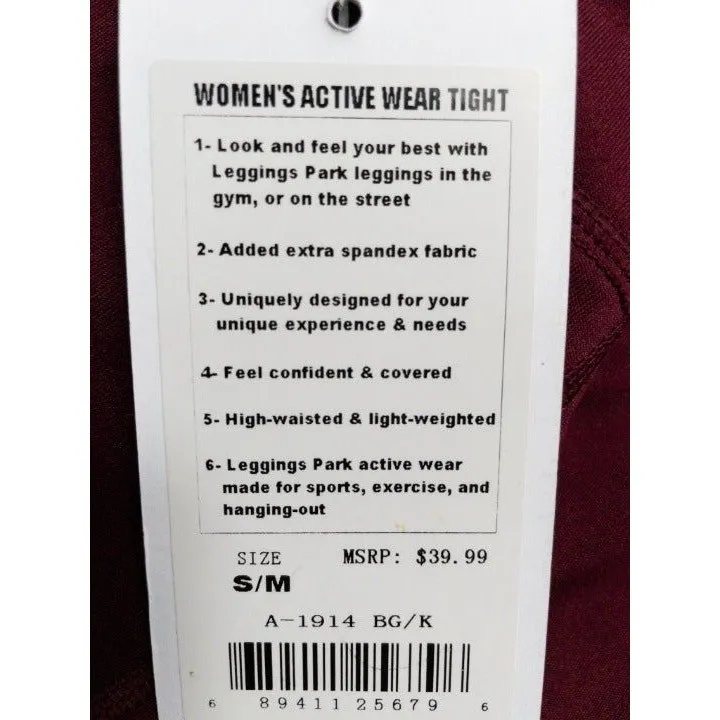 WOMEN'S ACTIVE WEAR TIGHT
1- Look and feel your best with
Leggings Park leggings in the
gym, or on the street
2- Added extra spandex fabric
3- Uniquely designed for your
unique experience & needs
4- Feel confident & covered
5- High-waisted & light-weighted
6- Leggings Park active wear
made for sports, exercise, and
hanging-out
SIZE MSRP: $39.99
S/M
A-1914 BG/K
6 89411 25679 6